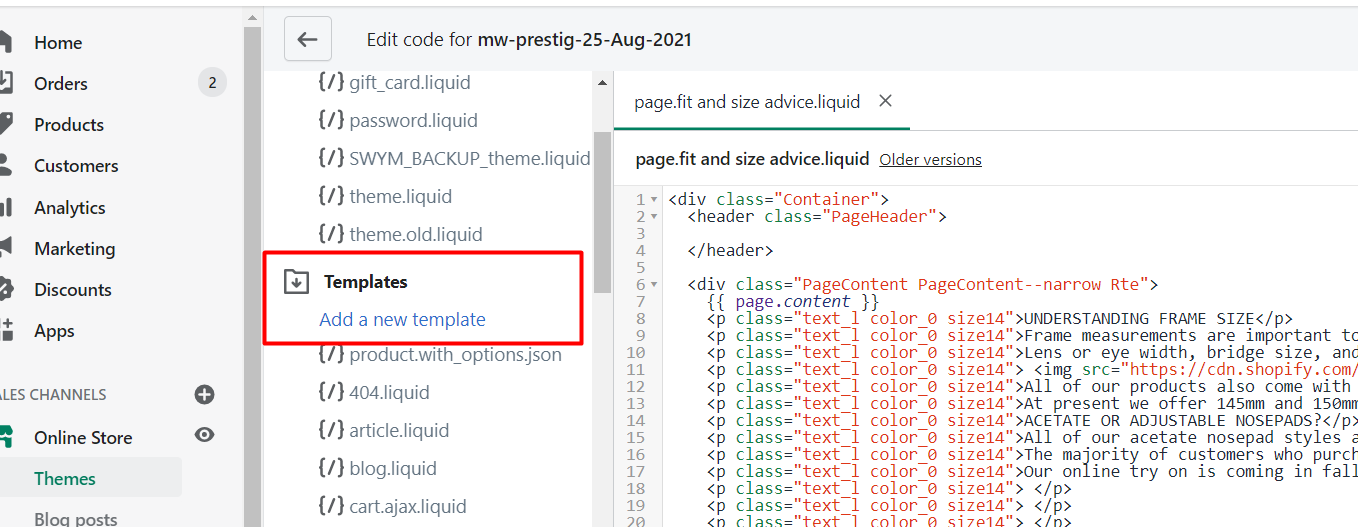 Edit code for mw-prestig-25-Aug-2021
Home
Orders
2
Products
Customers
Analytics
Marketing
Discounts
Apps
ALES CHANNELS
Online Store
Themes
Blog posts
{/} gift_card.liquid
{/} password.liquid
{/} SWYM_BACKUP_theme.liquid
{/} theme.liquid
{/} theme.old.liquid
Templates
Add a new template
{/} product.with_options.json
{/} 404.liquid
{/} article.liquid
{/} blog.liquid
{/} cart.ajax.liquid
page.fit and size advice.liquid
page.fit and size advice.liquid Older versions
1 <div class="Container">
2 <header class="PageHeader">
3
4 </header>
5
6 <div class="PageContent PageContent--narrow Rte">
7 {{ page.content }}
8 <p class="text_l color_0 size14">UNDERSTANDING FRAME SIZE</p>
9 <p class="text_l color_0 size14">Frame measurements are important to
10 <p class="text_l color_0 size14">Lens or eye width, bridge size, and
11 <p class="text_l color_0 size14"> <img src="https://cdn.shopify.com/
12 <p class="text_l color_0 size14">All of our products also come with
13 <p class="text_l color_0 size14">At present we offer 145mm and 150mm
14 <p class="text_l color_0 size14">ACETATE OR ADJUSTABLE NOSEPADS?</p>
15 <p class="text_l color_0 size14">All of our acetate nosepad styles a
16 <p class="text_l color_0 size14">The majority of customers who purch
17 <p class="text_l color_0 size14">Our online try on is coming in fall
18 <p class="text_l color_0 size14"> </p>
19 <p class="text_l color_0 size14"> </p>
20 <p class="text_l color_0 size14"> </p>